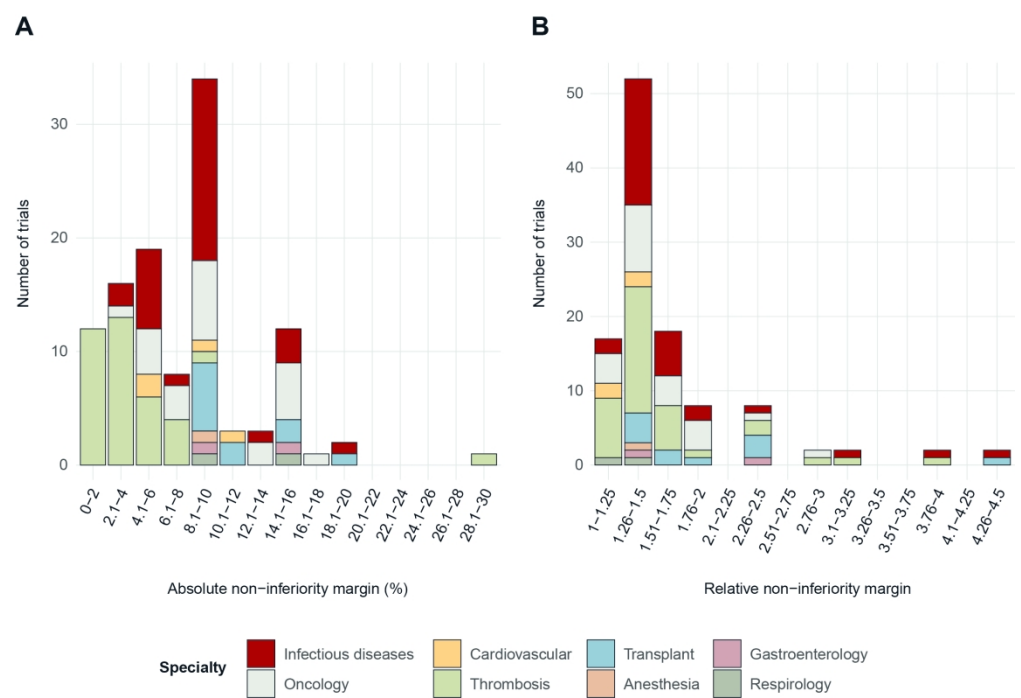 A
Number of trials
30
20
10
0
0−2
2.1−4
4.1−6
6.1−8
8.1−10
10.1−12
12.1−14
14.1−16
16.1−18
18.1−20
20.1−22
22.1−24
24.1−26
26.1−28
28.1−30
Absolute non−inferiority margin (%)
B
Number of trials
50
40
30
20
10
0
1−1.25
1.26−1.5
1.51−1.75
1.76−2
2.1−2.25
2.26−2.5
2.51−2.75
2.76−3
3.1−3.25
3.26−3.5
3.51−3.75
3.76−4
4.1−4.25
4.26−4.5
Relative non−inferiority margin
Specialty
Infectious diseases
Cardiovascular
Transplant
Gastroenterology
Oncology
Thrombosis
Anesthesia
Respirology